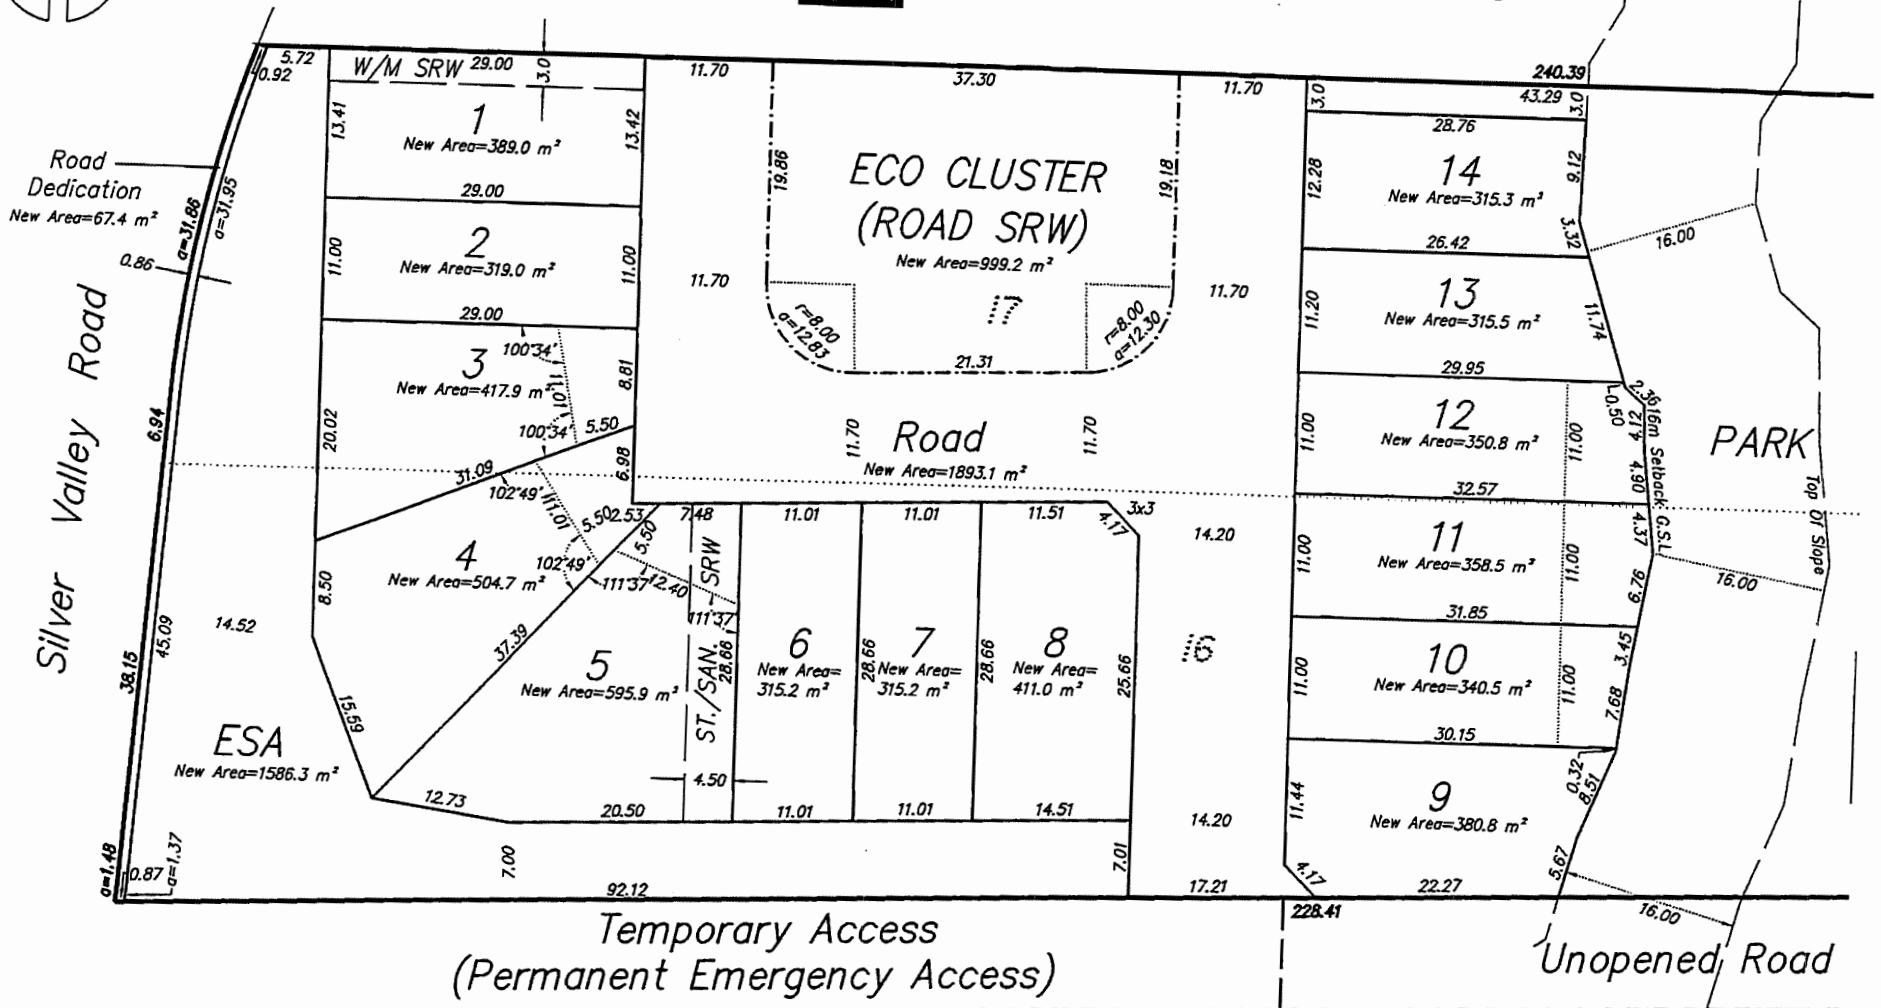 5.72
0.92
W/M SRW 29.00
3.0
11.70
37.30
11.70
240.39
43.29
3.0
3.0
13.41
1
New Area=389.0 m²
13.42
29.00
Road
Dedication
New Area=67.4 m²
a=31.86
a=31.95
0.86
11.00
2
New Area=319.0 m²
11.00
29.00
19.86
ECO CLUSTER
(ROAD SRW)
New Area=999.2 m²
19.18
11.70
11.70
17
r=8.00
a=12.83
r=8.00
a=12.30
21.31
28.76
12.28
14
New Area=315.3 m²
9.12
3.32
26.42
16.00
11.20
13
New Area=315.5 m²
11.74
29.95
3
New Area=417.9 m²
100°34'
11.01
100°34'
8.81
5.50
20.02
31.09
6.98
11.70
Road
New Area=1893.1 m²
11.70
2.36
0.50
11.00
12
New Area=350.8 m²
11.00
4.12
4.90
32.57
16m Setback G.S.L.
PARK
Top Of Slope
Silver Valley Road
6.94
38.15
45.09
14.52
8.50
4
New Area=504.7 m²
102°49'
11.01
5.50
2.53
102°49'
5.50
7.48
11.01
11.01
11.51
4.17
3x3
14.20
11.00
11
New Area=358.5 m²
11.00
4.37
6.76
16.00
31.85
111°37'
12.40
111°37'
ST./SAN. SRW
37.39
15.59
5
New Area=595.9 m²
28.66
6
New Area=
315.2 m²
28.66
7
New Area=
315.2 m²
28.66
8
New Area=
411.0 m²
25.66
16
11.00
10
New Area=340.5 m²
11.00
3.45
7.68
30.15
ESA
New Area=1586.3 m²
4.50
12.73
20.50
11.01
11.01
14.51
14.20
11.44
9
New Area=380.8 m²
0.32
8.51
5.67
a=1.48
0.87
a=1.37
7.00
92.12
7.01
17.21
4.17
22.27
16.00
228.41
Temporary Access
(Permanent Emergency Access)
Unopened Road